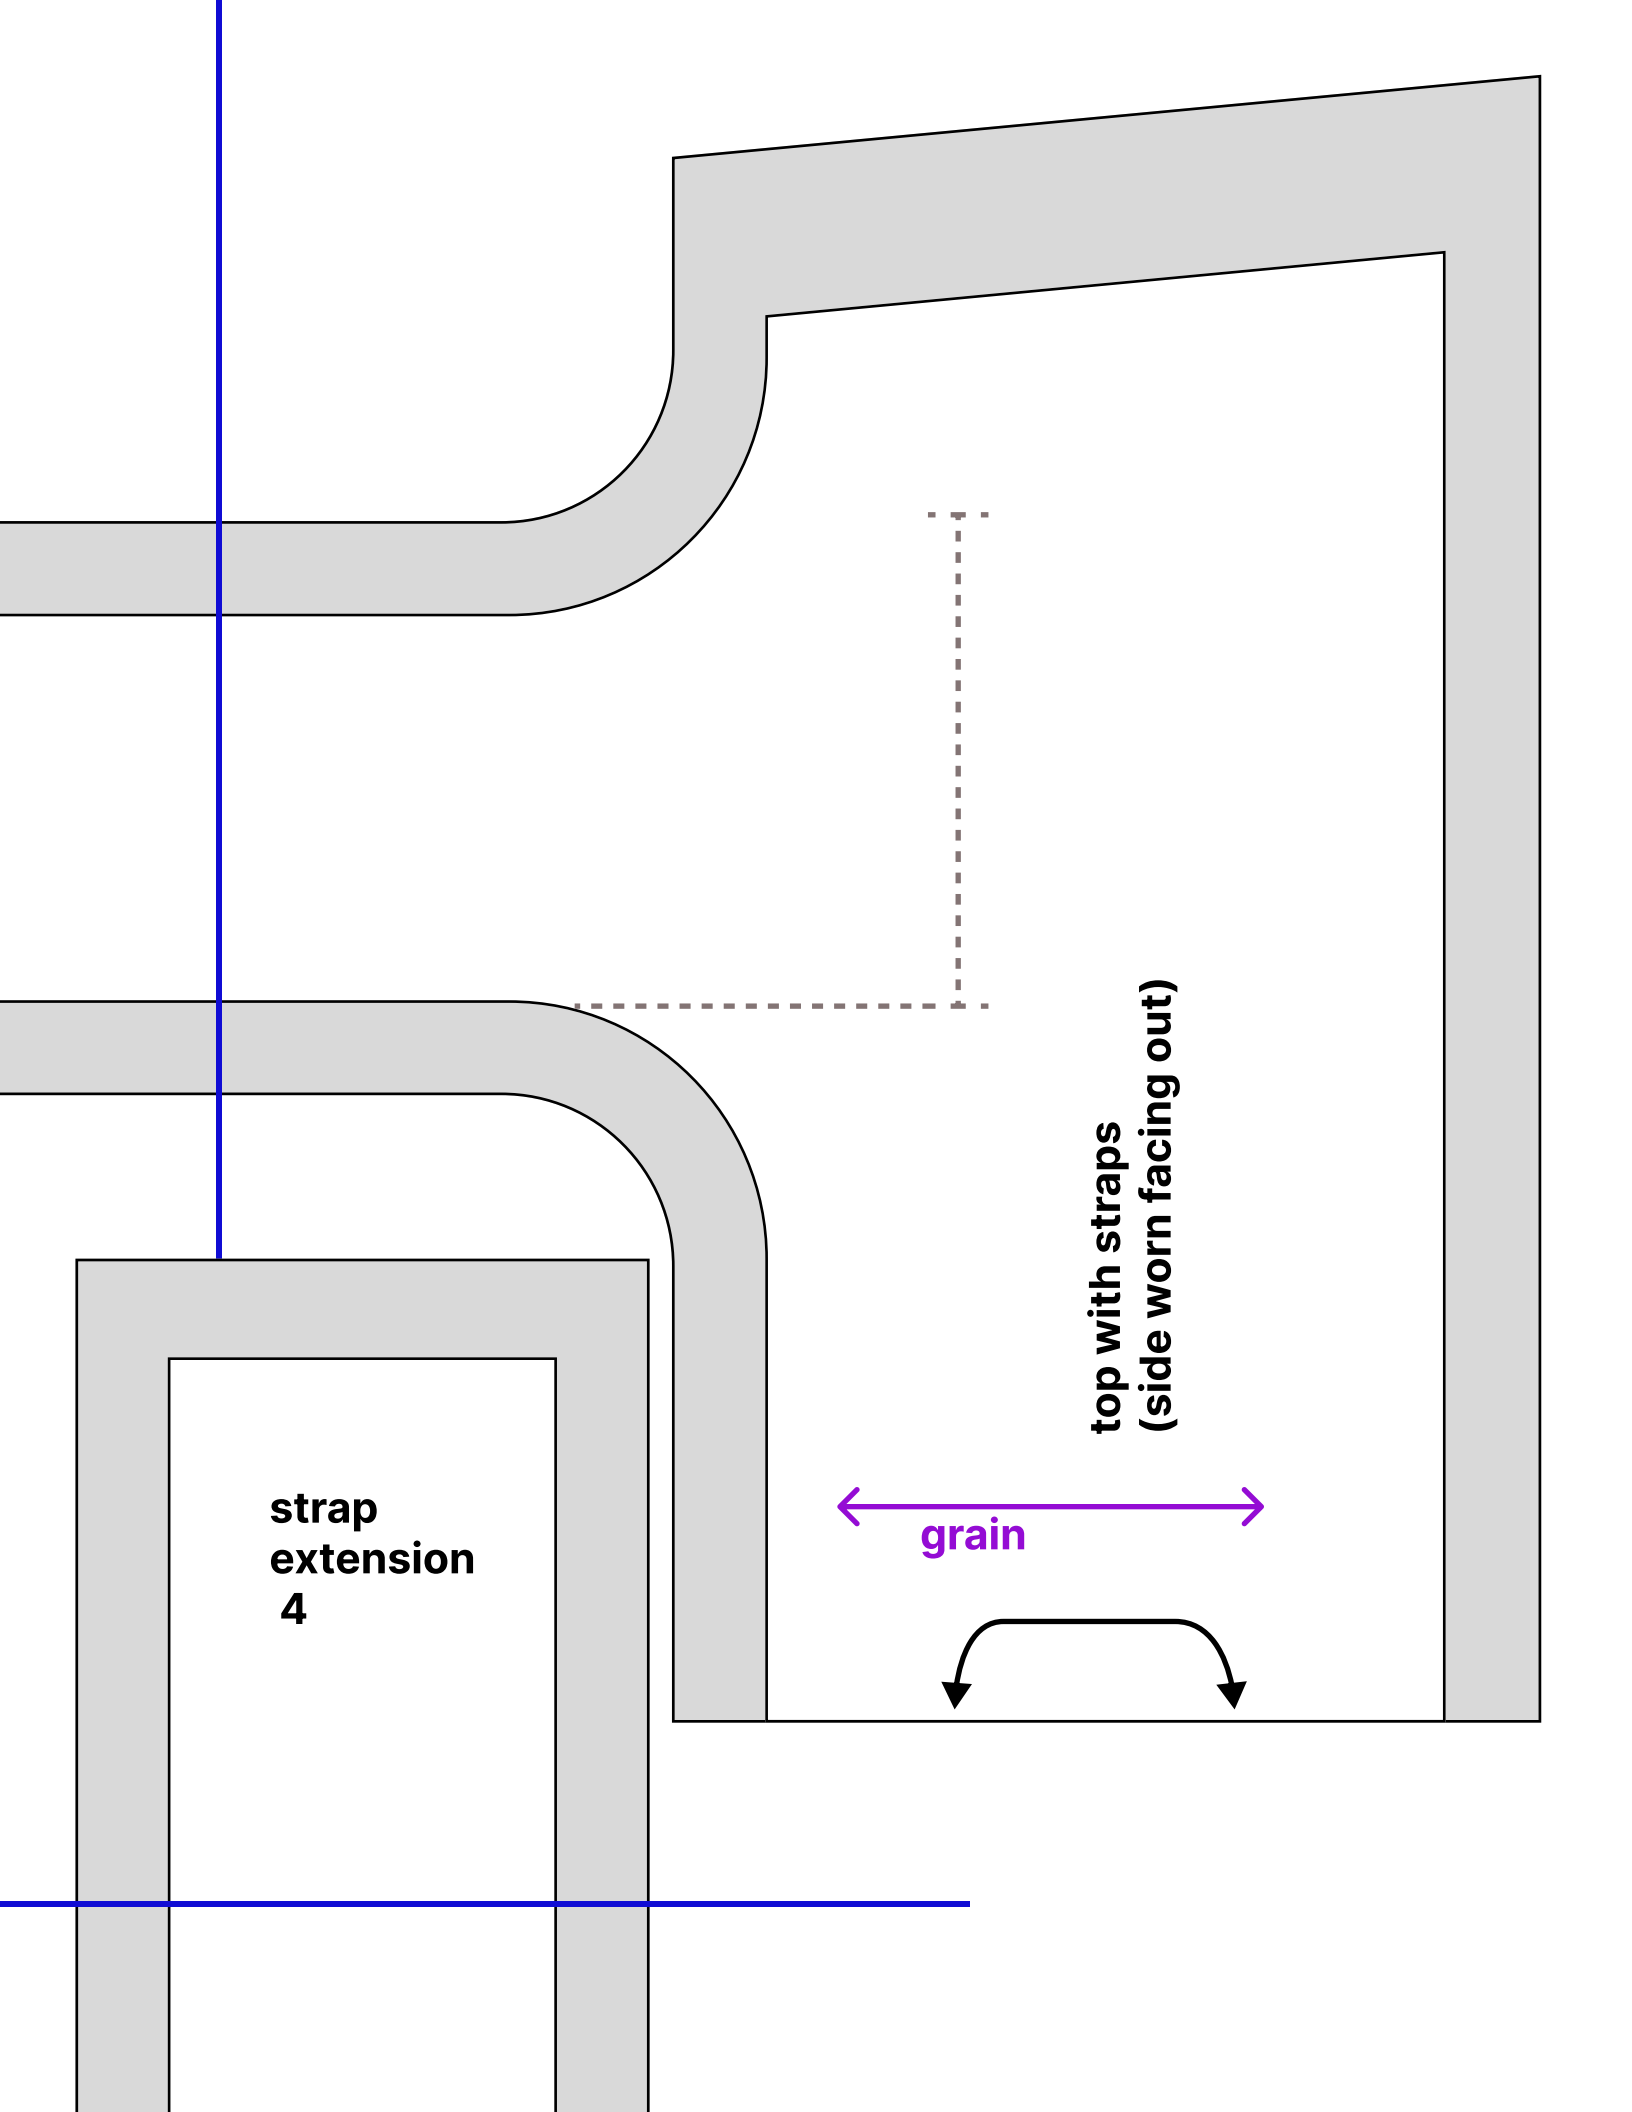 top with straps
(side worn facing out)
strap
extension
4
grain